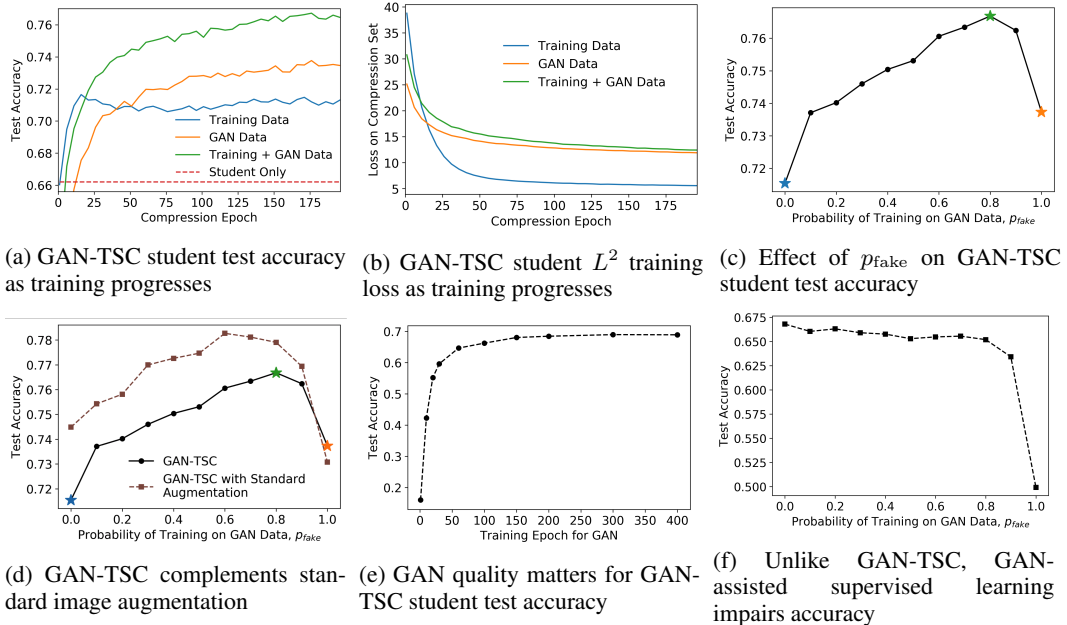 0.76
0.74
0.72
0.70
0.68
0.66
Test Accuracy
Training Data
GAN Data
Training + GAN Data
Student Only
1 25 50 75 100 125 150 175
Compression Epoch
(a) GAN-TSC student test accuracy
as training progresses
40
35
30
25
20
15
10
5
Loss on Compression Set
Training Data
GAN Data
Training + GAN Data
0 25 50 75 100 125 150 175
Compression Epoch
(b) GAN-TSC student L² training
loss as training progresses
0.76
0.75
0.74
0.73
0.72
Test Accuracy
0.0 0.2 0.4 0.6 0.8 1.0
Probability of Training on GAN Data, p_fake
(c) Effect of p_fake on GAN-TSC
student test accuracy
0.78
0.77
0.76
0.75
0.74
0.73
0.72
Test Accuracy
GAN-TSC
GAN-TSC with Standard
Augmentation
0.0 0.2 0.4 0.6 0.8 1.0
Probability of Training on GAN Data, p_fake
(d) GAN-TSC complements stan-
dard image augmentation
0.7
0.6
0.5
0.4
0.3
0.2
Test Accuracy
0 50 100 150 200 250 300 350 400
Training Epoch for GAN
(e) GAN quality matters for GAN-
TSC student test accuracy
0.675
0.650
0.625
0.600
0.575
0.550
0.525
0.500
Test Accuracy
0.0 0.2 0.4 0.6 0.8 1.0
Probability of Training on GAN Data, p_fake
(f) Unlike GAN-TSC, GAN-
assisted supervised learning
impairs accuracy